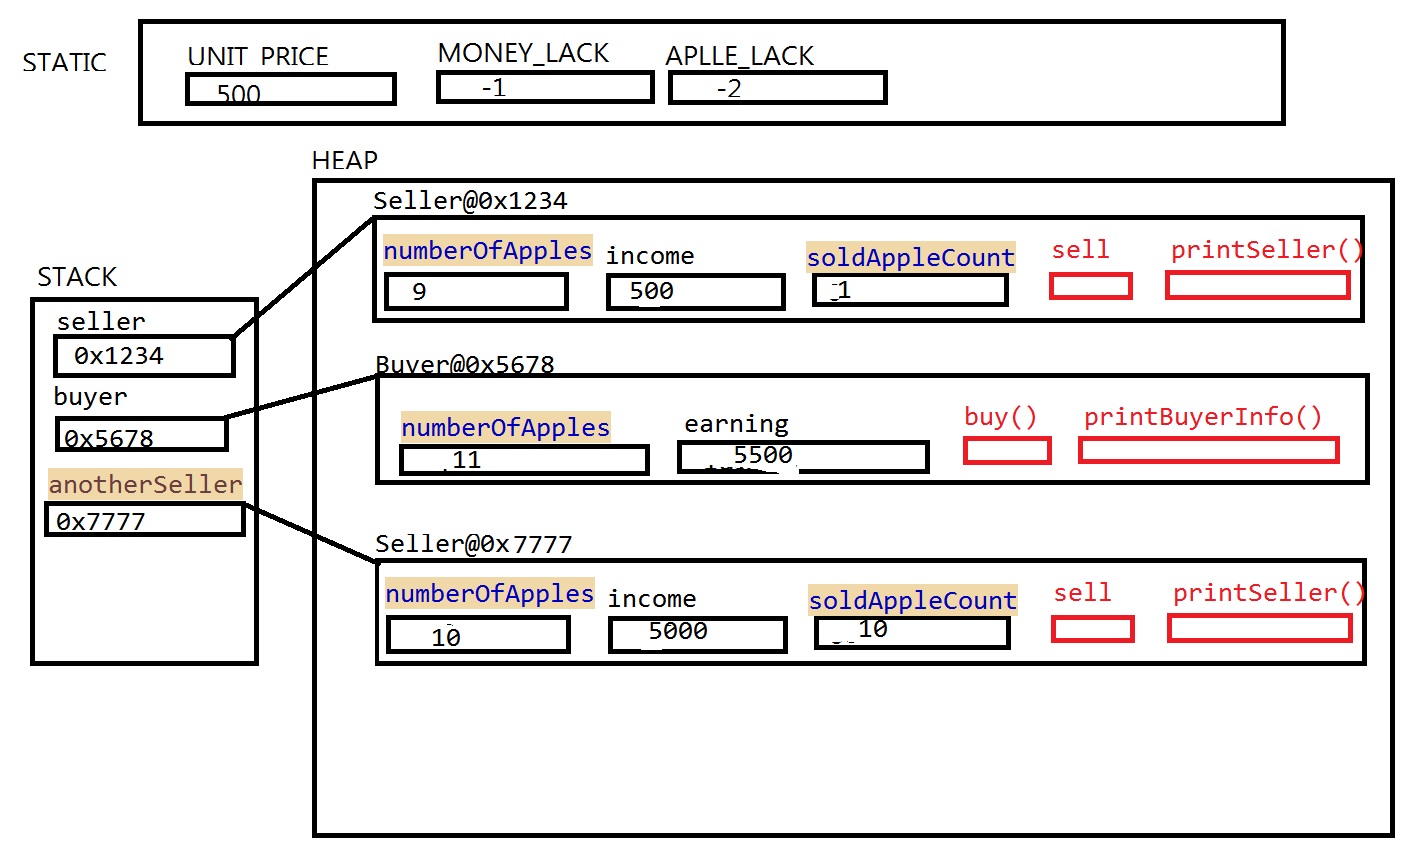 STATIC
UNIT PRICE MONEY_LACK APLLE_LACK
500 -1 -2
HEAP
Seller@0x1234
numberOfApples income soldAppleCount sell printSeller()
9 500 1
STACK
seller
0x1234
buyer
0x5678
anotherSeller
0x7777
Buyer@0x5678
numberOfApples earning buy() printBuyerInfo()
11 5500
Seller@0x7777
numberOfApples income soldAppleCount sell printSeller()
10 5000 10